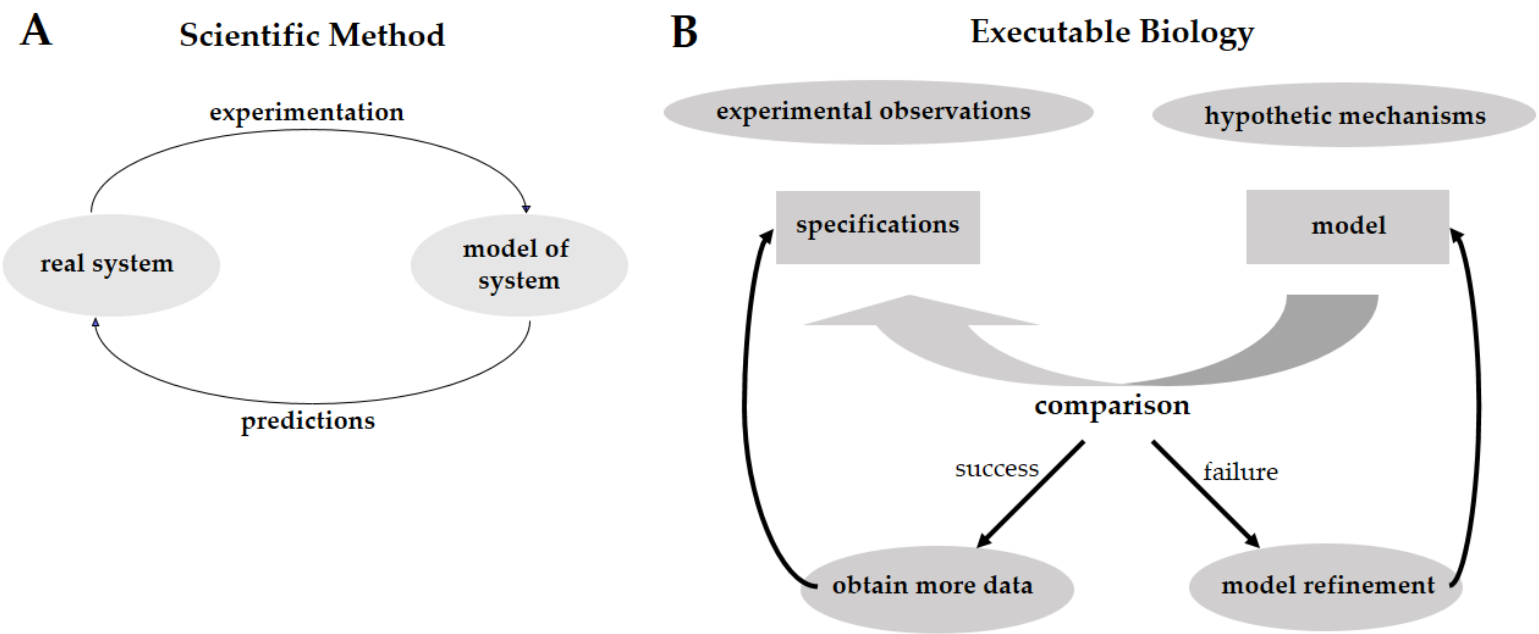 A
Scientific Method
experimentation
real system
model of
system
predictions
B
Executable Biology
experimental observations
hypothetic mechanisms
specifications
model
comparison
success
failure
obtain more data
model refinement